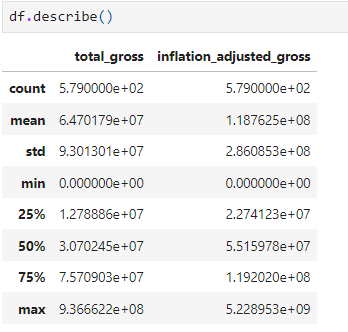 df.describe()
total_gross inflation_adjusted_gross
count 5.790000e+02 5.790000e+02
mean 6.470179e+07 1.187625e+08
std 9.301301e+07 2.860853e+08
min 0.000000e+00 0.000000e+00
25% 1.278886e+07 2.274123e+07
50% 3.070245e+07 5.515978e+07
75% 7.570903e+07 1.192020e+08
max 9.366622e+08 5.228953e+09